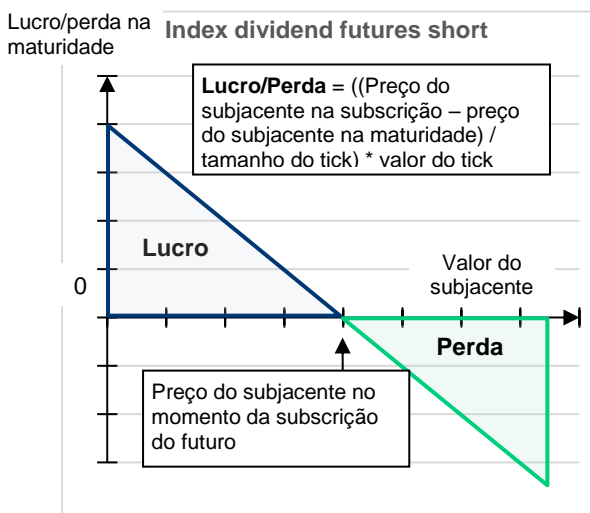 Lucro/perda na
maturidade
Index dividend futures short
Lucro/Perda = ((Preço do
subjacente na subscrição – preço
do subjacente na maturidade) /
tamanho do tick) * valor do tick
Lucro
0
Valor do
subjacente
Perda
Preço do subjacente no
momento da subscrição
do futuro